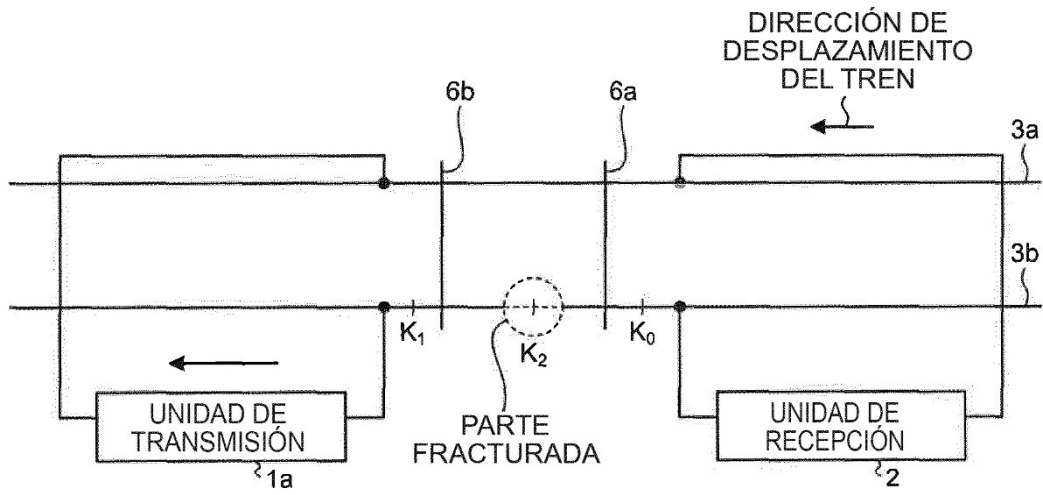 DIRECCIÓN DE
DESPLAZAMIENTO
DEL TREN
6b
6a
3a
3b
K₁
K₂
K₀
UNIDAD DE
TRANSMISIÓN
1a
PARTE
FRACTURADA
UNIDAD DE
RECEPCIÓN
2